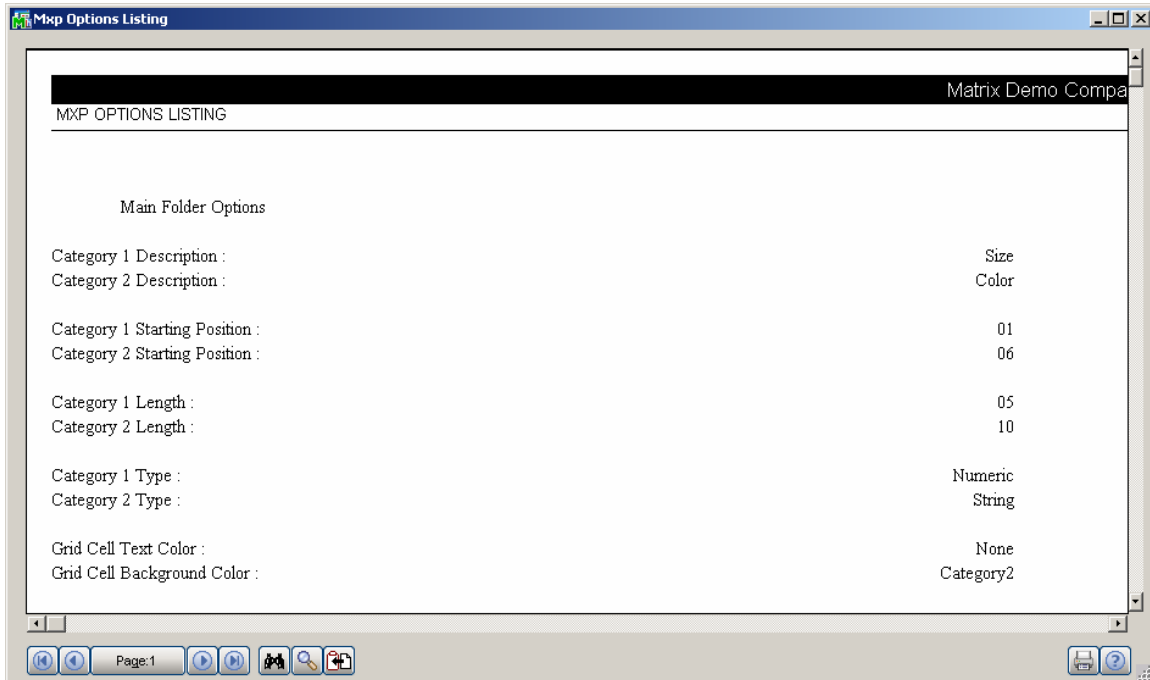 Mxp Options Listing
Matrix Demo Compa
MXP OPTIONS LISTING
Main Folder Options
Category 1 Description : Size
Category 2 Description : Color
Category 1 Starting Position : 01
Category 2 Starting Position : 06
Category 1 Length : 05
Category 2 Length : 10
Category 1 Type : Numeric
Category 2 Type : String
Grid Cell Text Color : None
Grid Cell Background Color : Category2
Page:1